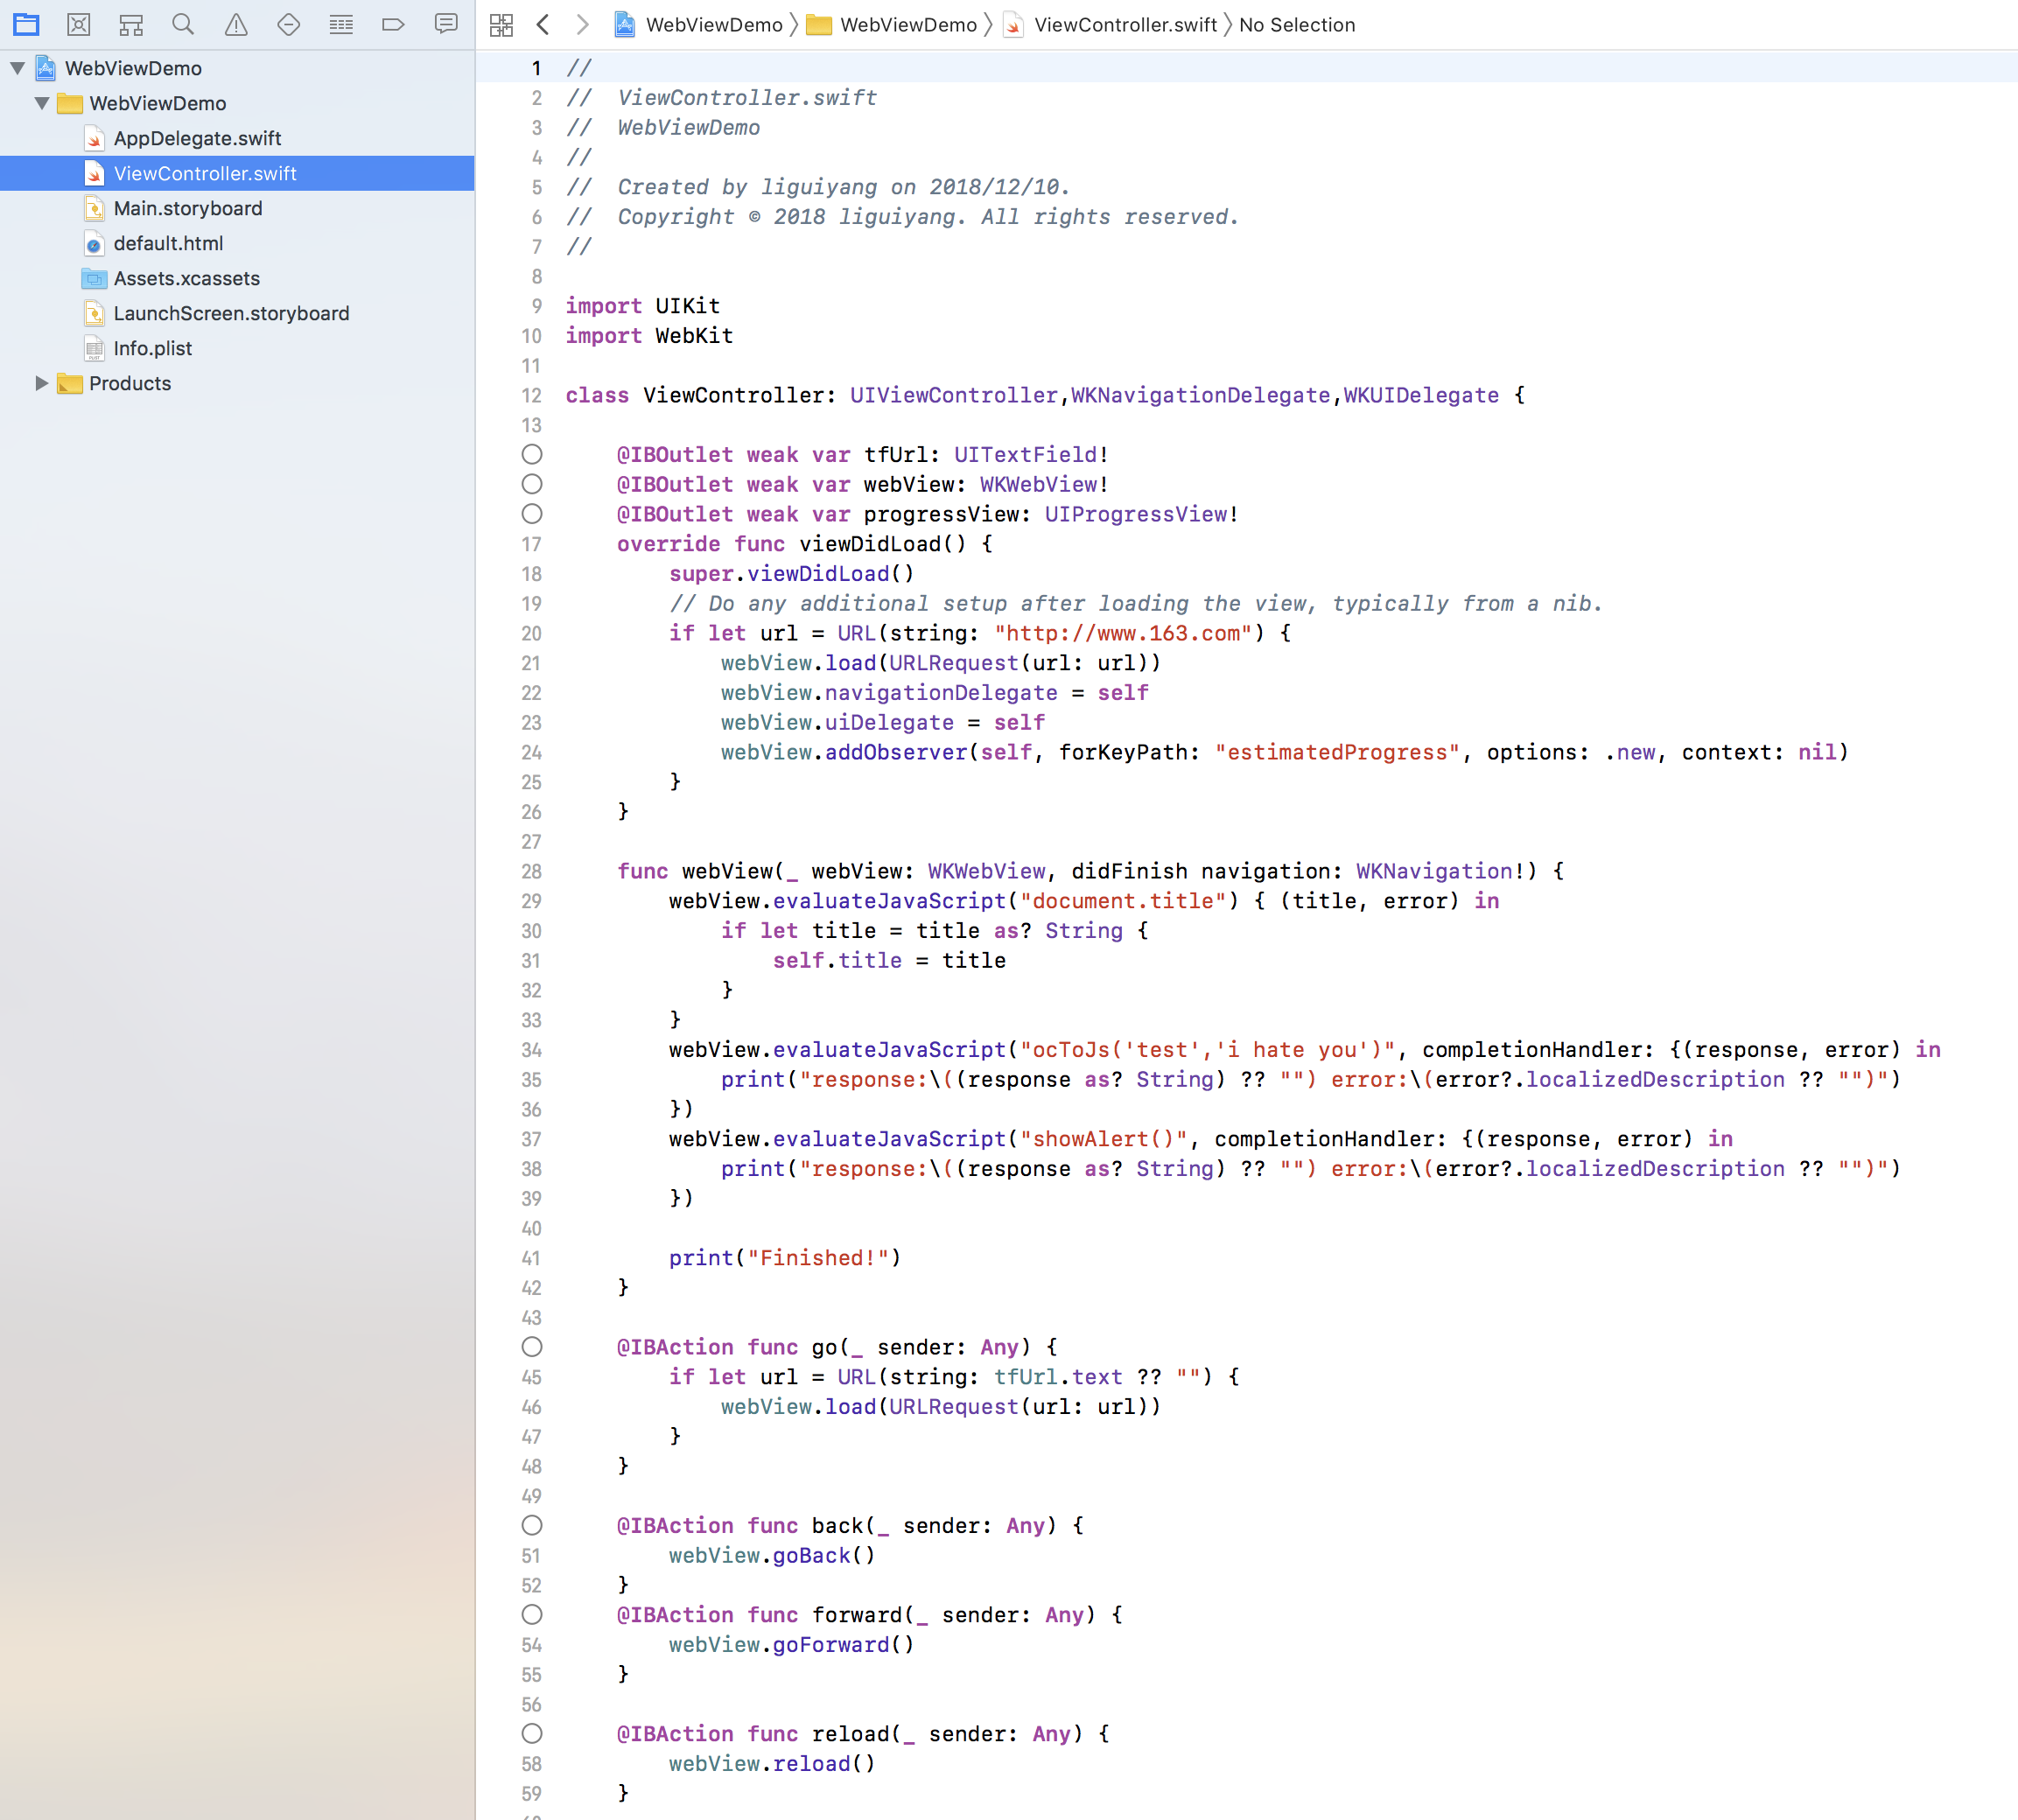 WebViewDemo
WebViewDemo
AppDelegate.swift
ViewController.swift
Main.storyboard
default.html
Assets.xcassets
LaunchScreen.storyboard
Info.plist
Products
WebViewDemo WebViewDemo ViewController.swift No Selection
1 //
2 //  ViewController.swift
3 //  WebViewDemo
4 //
5 //  Created by liguiyang on 2018/12/10.
6 //  Copyright © 2018 liguiyang. All rights reserved.
7 //
8
9 import UIKit
10 import WebKit
11
12 class ViewController: UIViewController,WKNavigationDelegate,WKUIDelegate {
13
    @IBOutlet weak var tfUrl: UITextField!
    @IBOutlet weak var webView: WKWebView!
    @IBOutlet weak var progressView: UIProgressView!
17     override func viewDidLoad() {
18         super.viewDidLoad()
19         // Do any additional setup after loading the view, typically from a nib.
20         if let url = URL(string: "http://www.163.com") {
21             webView.load(URLRequest(url: url))
22             webView.navigationDelegate = self
23             webView.uiDelegate = self
24             webView.addObserver(self, forKeyPath: "estimatedProgress", options: .new, context: nil)
25         }
26     }
27
28     func webView(_ webView: WKWebView, didFinish navigation: WKNavigation!) {
29         webView.evaluateJavaScript("document.title") { (title, error) in
30             if let title = title as? String {
31                 self.title = title
32             }
33         }
34         webView.evaluateJavaScript("ocToJs('test','i hate you')", completionHandler: {(response, error) in
35             print("response:\((response as? String) ?? "") error:\(error?.localizedDescription ?? "")")
36         })
37         webView.evaluateJavaScript("showAlert()", completionHandler: {(response, error) in
38             print("response:\((response as? String) ?? "") error:\(error?.localizedDescription ?? "")")
39         })
40
41         print("Finished!")
42     }
43
    @IBAction func go(_ sender: Any) {
45         if let url = URL(string: tfUrl.text ?? "") {
46             webView.load(URLRequest(url: url))
47         }
48     }
49
    @IBAction func back(_ sender: Any) {
51         webView.goBack()
52     }
    @IBAction func forward(_ sender: Any) {
54         webView.goForward()
55     }
56
    @IBAction func reload(_ sender: Any) {
58         webView.reload()
59     }